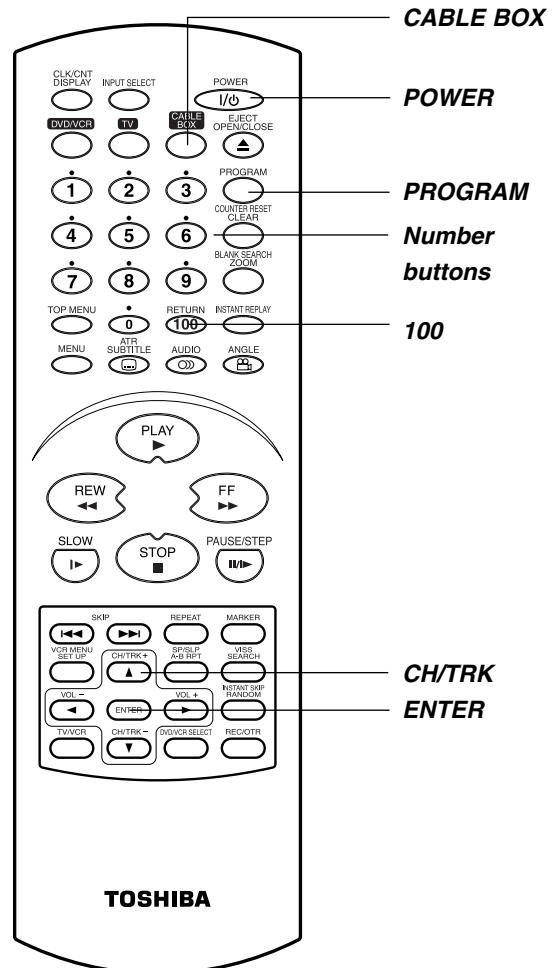 CABLE BOX
CLK/CNT
DISPLAY
INPUT SELECT
POWER
I/⏻
POWER
DVD/VCR
TV
CABLE
BOX
EJECT
OPEN/CLOSE
1
2
3
PROGRAM
PROGRAM
COUNTER RESET
CLEAR
4
5
6
Number
buttons
BLANK SEARCH
ZOOM
7
8
9
TOP MENU
0
RETURN
100
INSTANT REPLAY
100
MENU
ATR
SUBTITLE
AUDIO
ANGLE
PLAY
REW
FF
SLOW
STOP
PAUSE/STEP
SKIP
REPEAT
MARKER
VCR MENU
SET UP
CH/TRK +
SP/SLP
A-B RPT
VISS
SEARCH
CH/TRK
VOL –
ENTER
VOL +
INSTANT SKIP
RANDOM
ENTER
TV/VCR
CH/TRK –
DVD/VCR SELECT
REC/OTR
TOSHIBA